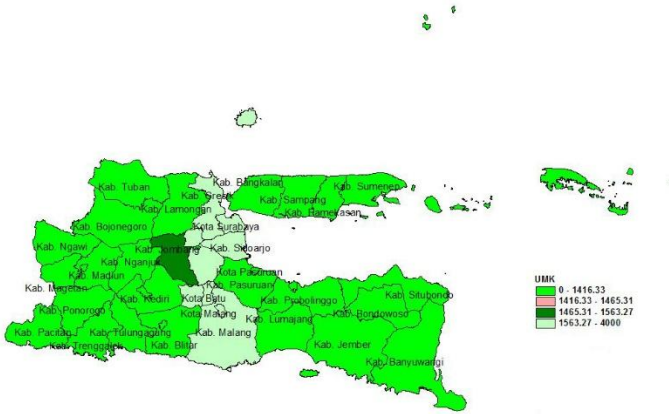 Kab. Bangkalan
Kab. Sumenep
Kab. Tuban
Kab. Gresik
Kab. Sampang
Kab. Lamongan
Kab. Pamekasan
Kab. Bojonegoro
Kota Surabaya
Kab. Ngawi
Kab. Jombang
Kab. Sidoarjo
Kab. Nganjuk
Kab. Madiun
Kota Pasuruan
Kab. Magetan
Kab. Pasuruan
Kab. Situbondo
Kab. Kediri
Kota Batu
Kab. Probolinggo
Kab. Ponorogo
Kota Malang
Kab. Lumajang
Kab. Bondowoso
Kab. Pacitan
Kab. Tulungagung
Kab. Malang
Kab. Trenggalek
Kab. Blitar
Kab. Jember
Kab. Banyuwangi
UMK
0 - 1416.33
1416.33 - 1465.31
1465.31 - 1563.27
1563.27 - 4000